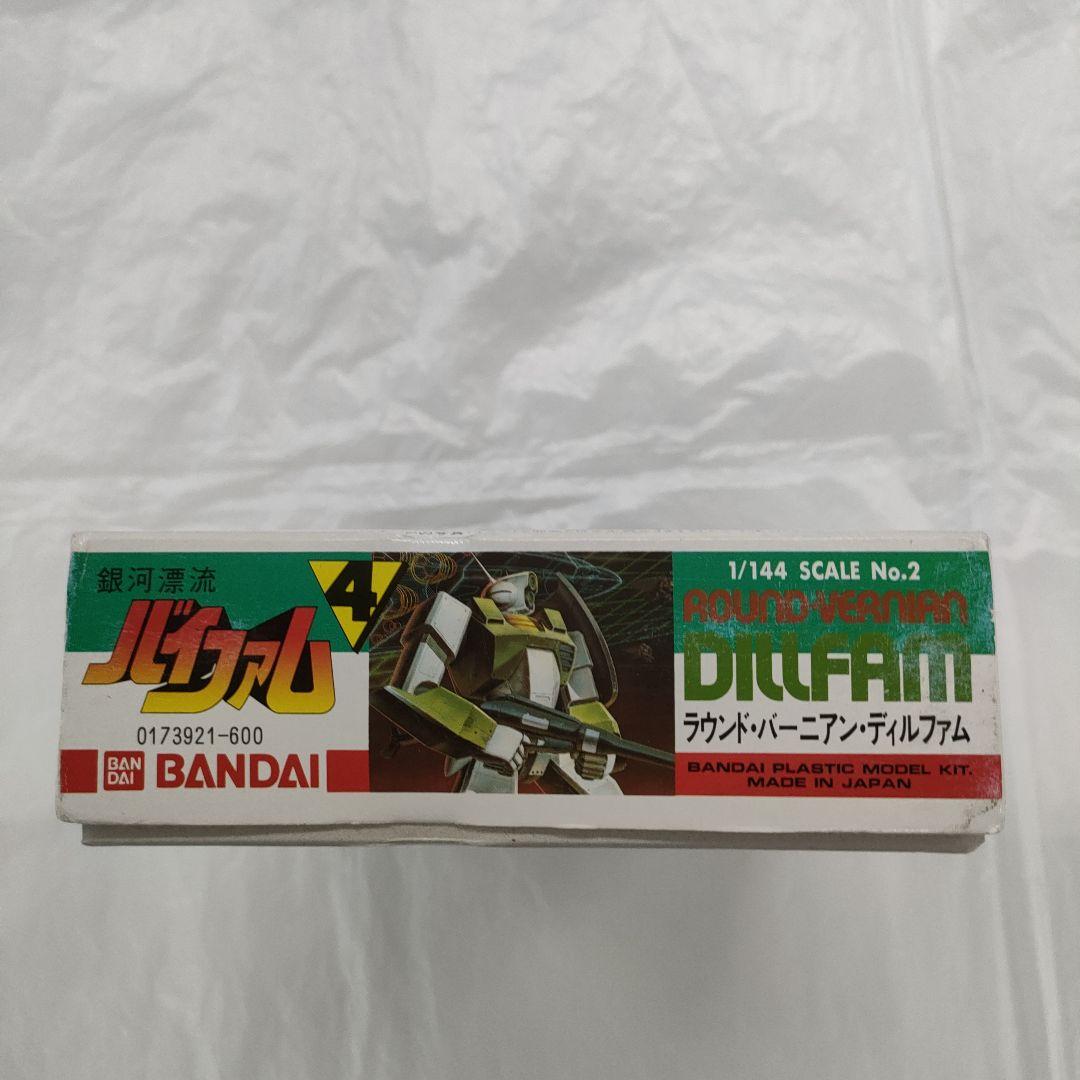 銀河漂流
バイファム
4
0173921-600
BAN
DAI
BANDAI
1/144 SCALE No.2
ROUND-VERNIAN
DILLFAM
ラウンド・バーニアン・ディルファム
BANDAI PLASTIC MODEL KIT.
MADE IN JAPAN